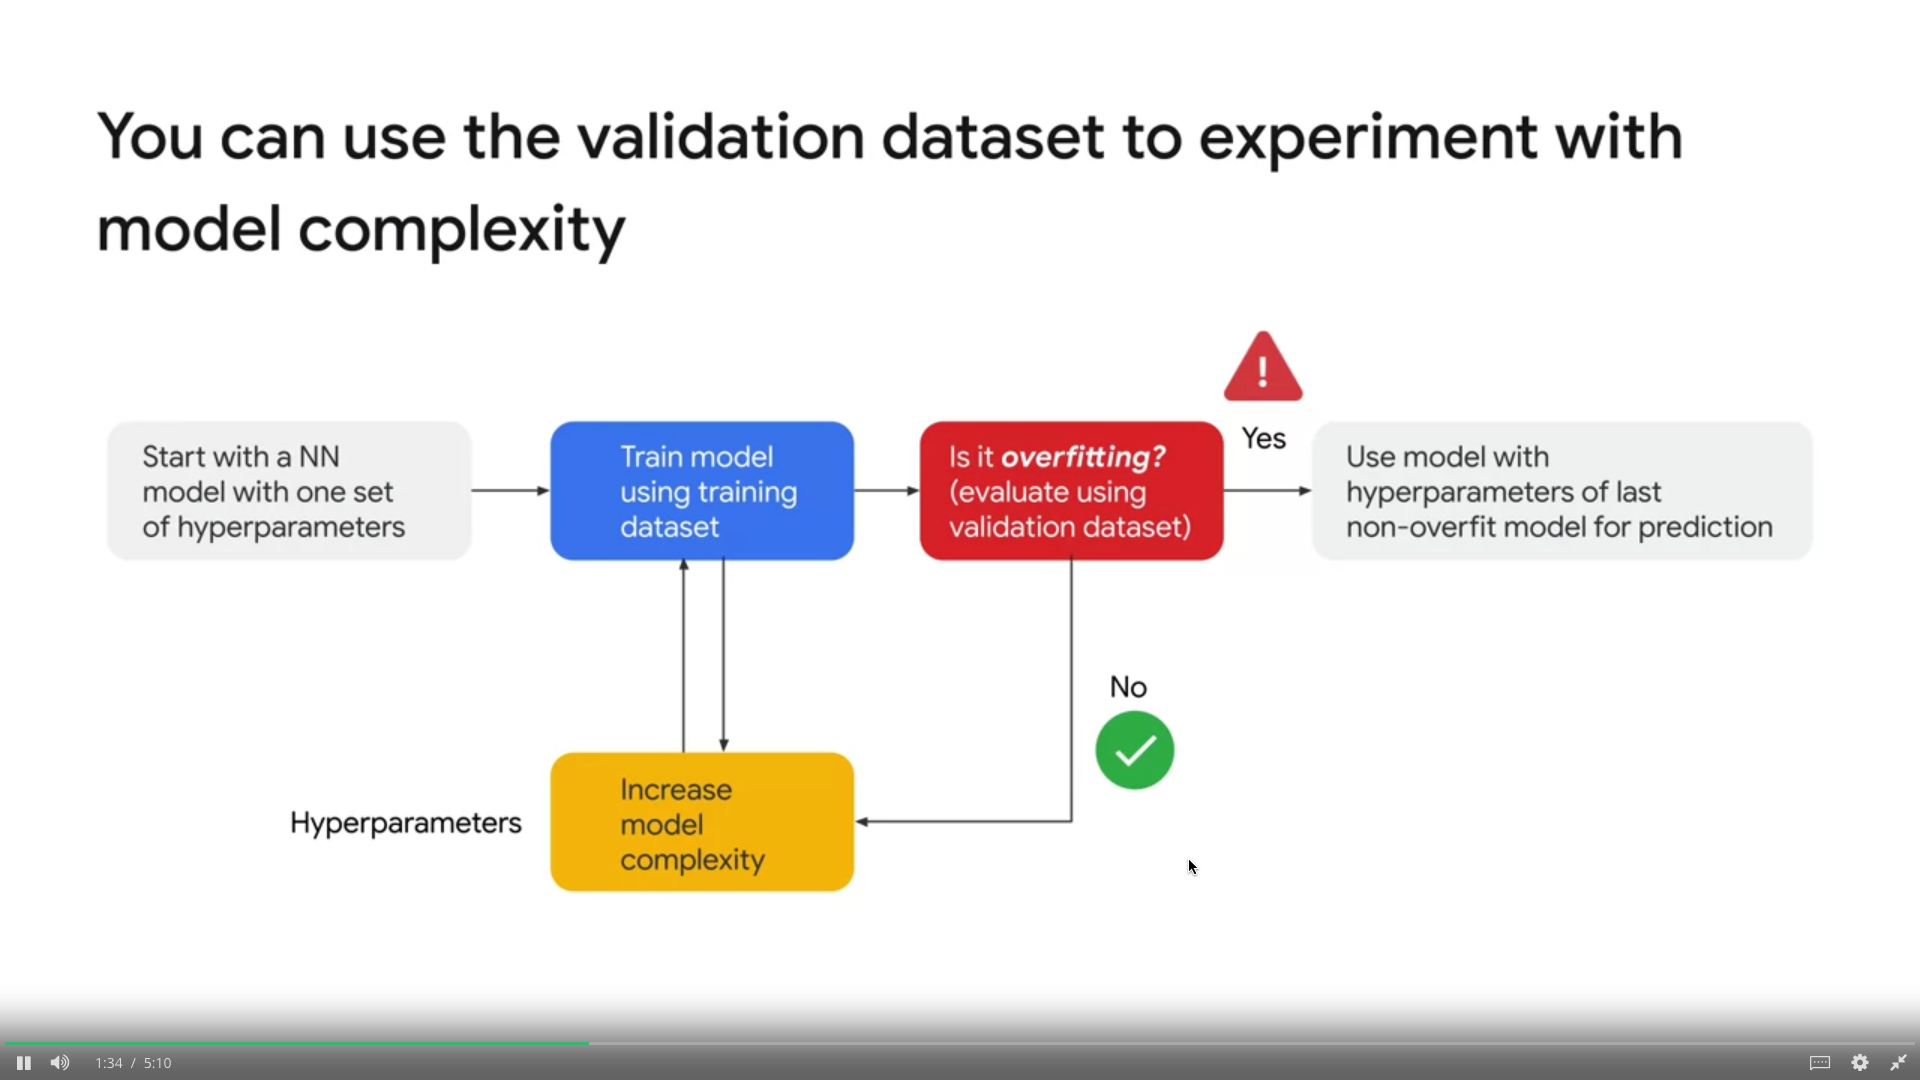 You can use the validation dataset to experiment with
model complexity
!
Yes
Start with a NN
model with one set
of hyperparameters
Train model
using training
dataset
Is it overfitting?
(evaluate using
validation dataset)
Use model with
hyperparameters of last
non-overfit model for prediction
No
Hyperparameters
Increase
model
complexity
1:34 / 5:10